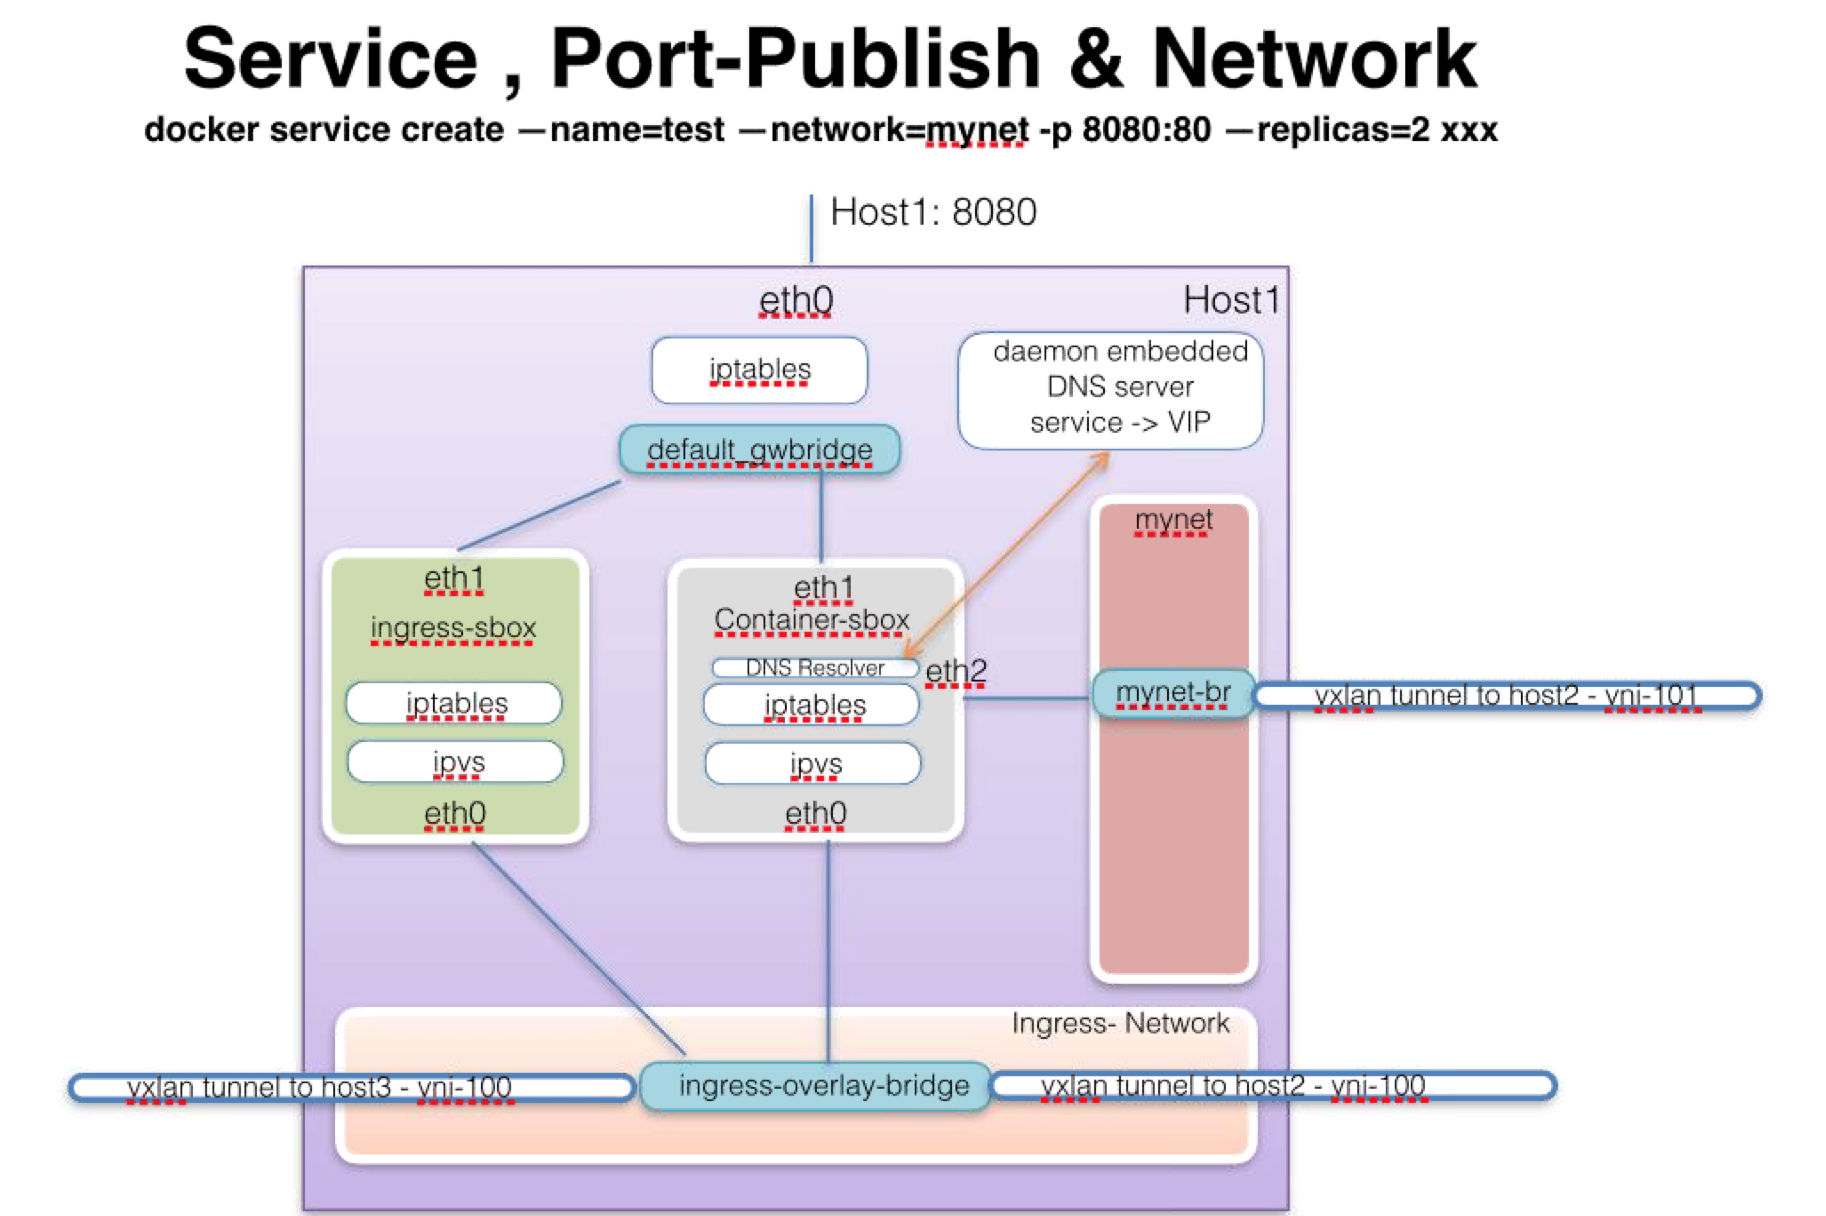 Service , Port-Publish & Network
docker service create —name=test —network=mynet -p 8080:80 —replicas=2 xxx
Host1: 8080
eth0
Host1
iptables
daemon embedded
DNS server
service -> VIP
default_gwbridge
mynet
eth1
ingress-sbox
iptables
ipvs
eth0
eth1
Container-sbox
DNS Resolver
eth2
iptables
ipvs
eth0
mynet-br
vxlan tunnel to host2 - vni-101
Ingress- Network
vxlan tunnel to host3 - vni-100
ingress-overlay-bridge
vxlan tunnel to host2 - vni-100